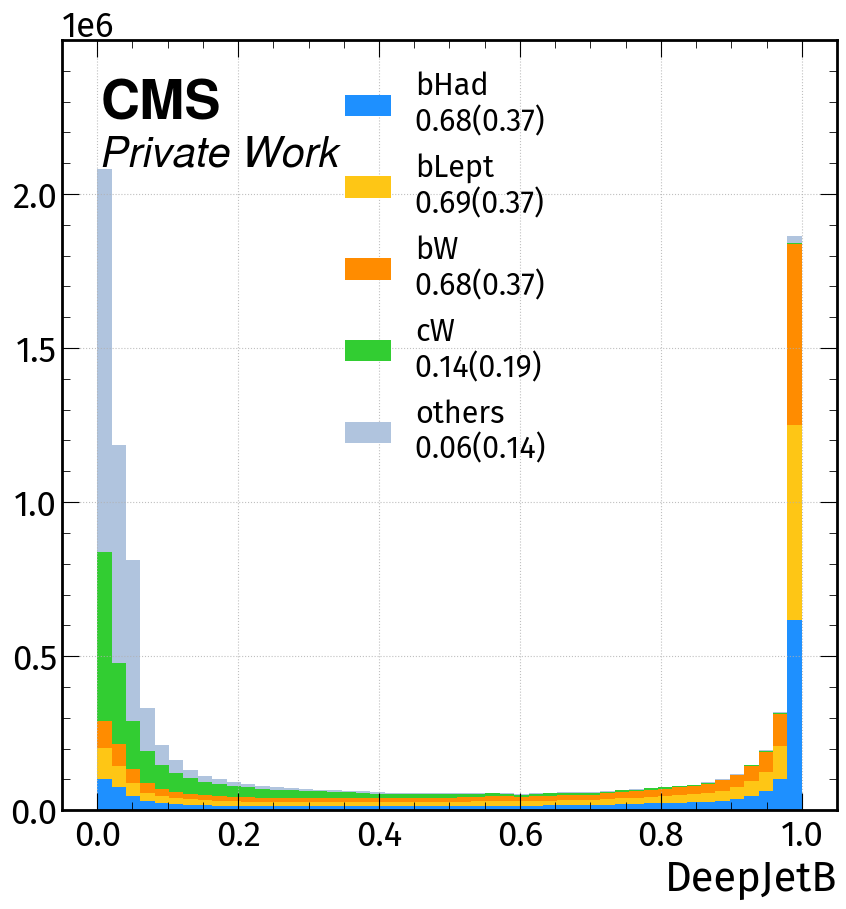 1e6
CMS
Private Work
bHad
0.68(0.37)
bLept
0.69(0.37)
bW
0.68(0.37)
cW
0.14(0.19)
others
0.06(0.14)
2.0
1.5
1.0
0.5
0.0
0.0 0.2 0.4 0.6 0.8 1.0
DeepJetB